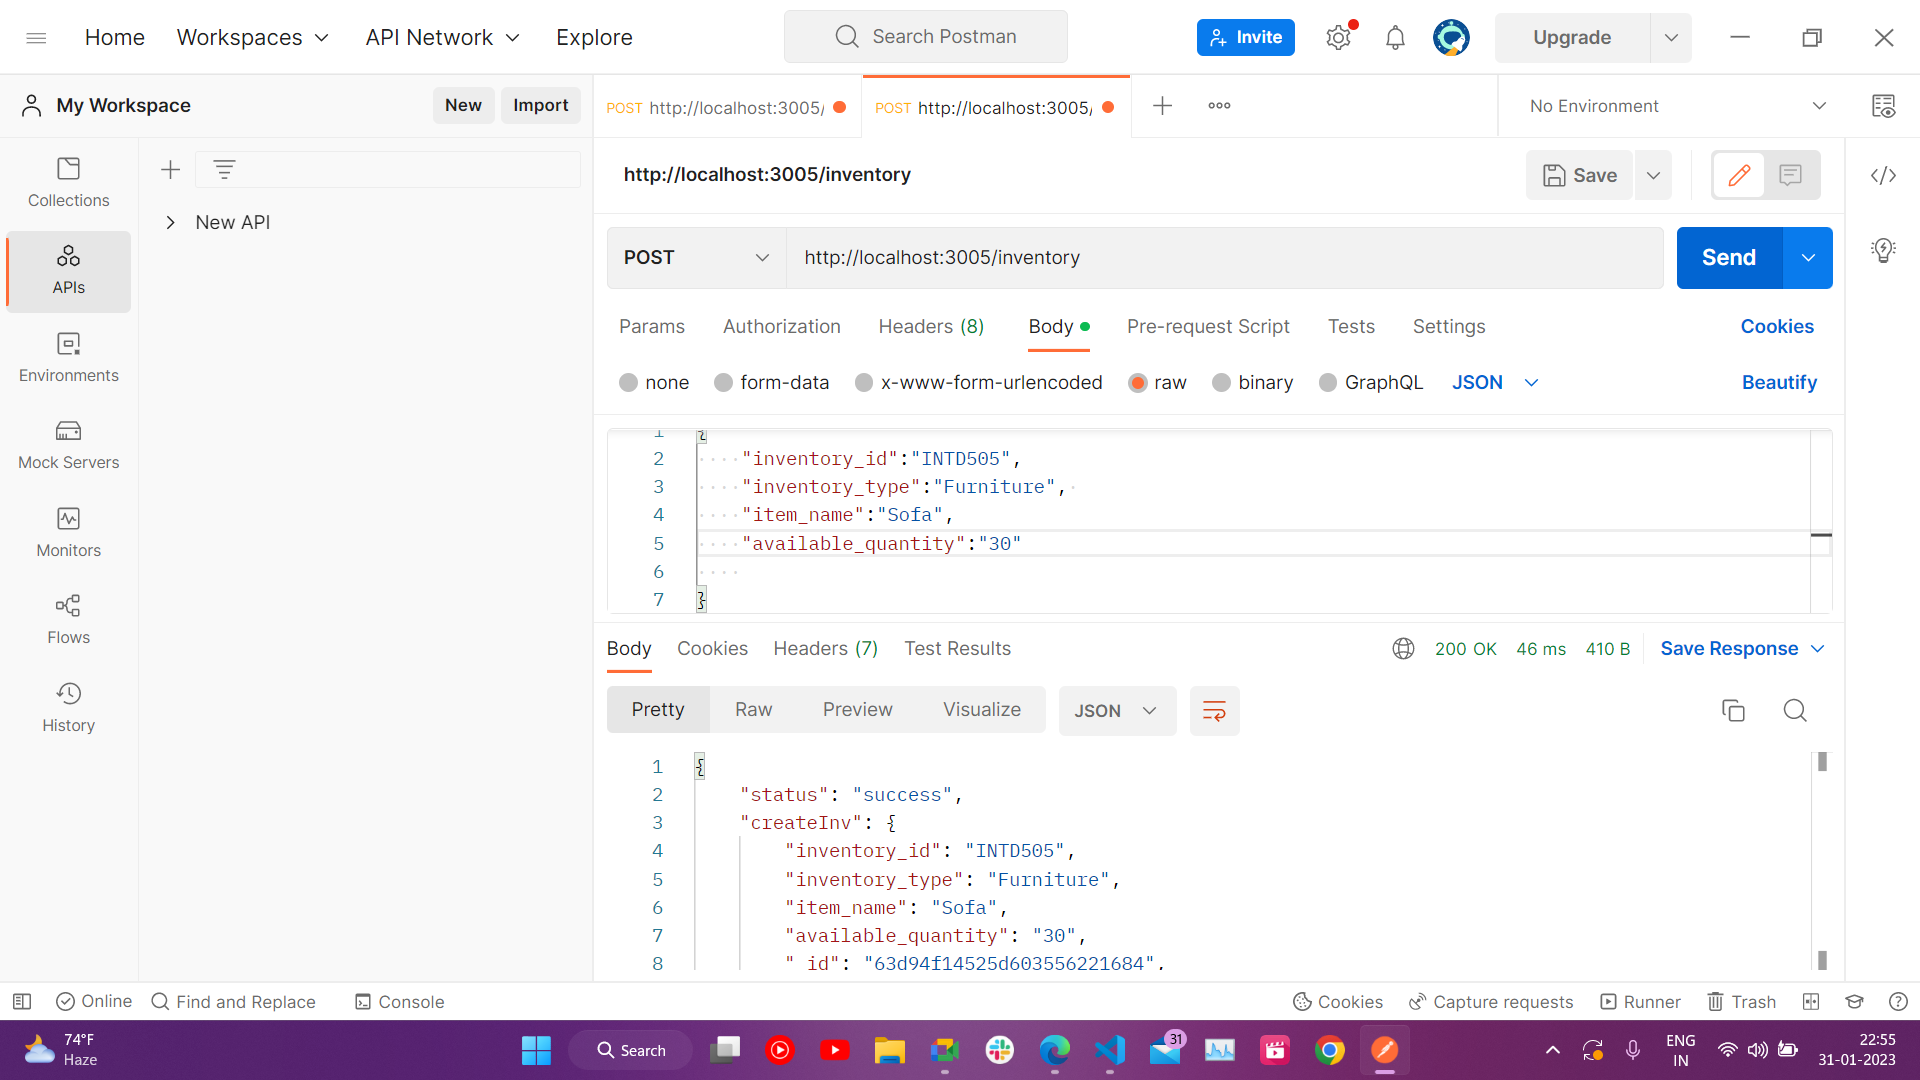 Home
Workspaces
API Network
Explore
Search Postman
Invite
Upgrade
My Workspace
New
Import
POST http://localhost:3005/
POST http://localhost:3005/
No Environment
Collections
APIs
Environments
Mock Servers
Monitors
Flows
History
New API
http://localhost:3005/inventory
Save
POST
http://localhost:3005/inventory
Send
Params
Authorization
Headers (8)
Body
Pre-request Script
Tests
Settings
Cookies
none
form-data
x-www-form-urlencoded
raw
binary
GraphQL
JSON
Beautify
1 {
2 "inventory_id":"INTD505",
3 "inventory_type":"Furniture",
4 "item_name":"Sofa",
5 "available_quantity":"30"
6
7 }
Body
Cookies
Headers (7)
Test Results
200 OK
46 ms
410 B
Save Response
Pretty
Raw
Preview
Visualize
JSON
1 {
2 "status": "success",
3 "createInv": {
4 "inventory_id": "INTD505",
5 "inventory_type": "Furniture",
6 "item_name": "Sofa",
7 "available_quantity": "30",
8 "_id": "63d94f14525d603556221684",
Online
Find and Replace
Console
Cookies
Capture requests
Runner
Trash
74°F
Haze
Search
31
ENG
IN
22:55
31-01-2023